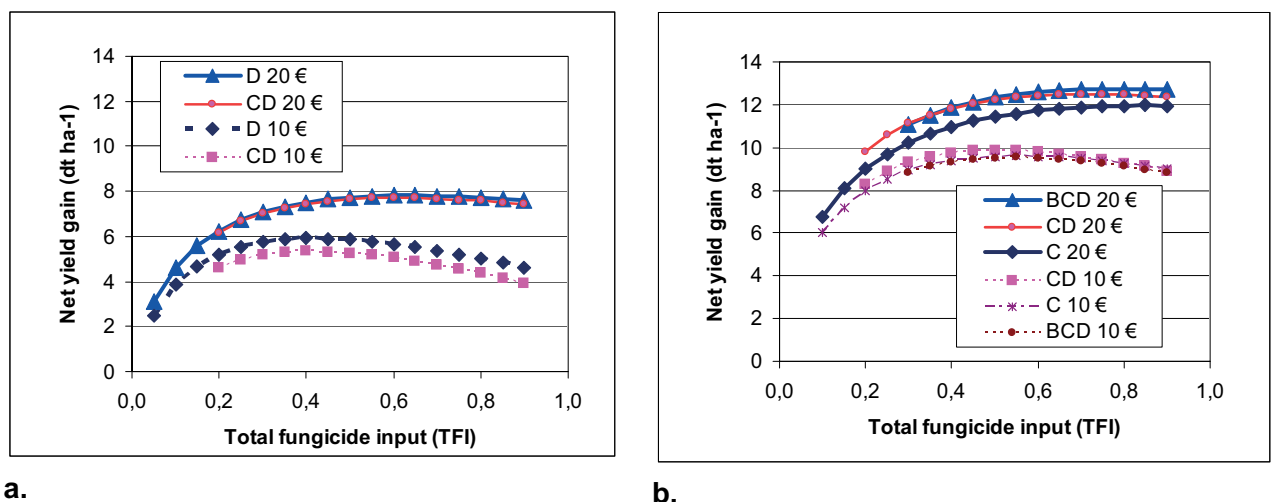 14
12
10
8
6
4
2
0
Net yield gain (dt ha-1)
D 20 €
CD 20 €
D 10 €
CD 10 €
0,0 0,2 0,4 0,6 0,8 1,0
Total fungicide input (TFI)
a.
14
12
10
8
6
4
2
0
Net yield gain (dt ha-1)
BCD 20 €
CD 20 €
C 20 €
CD 10 €
C 10 €
BCD 10 €
0,0 0,2 0,4 0,6 0,8 1,0
Total fungicide input (TFI)
b.